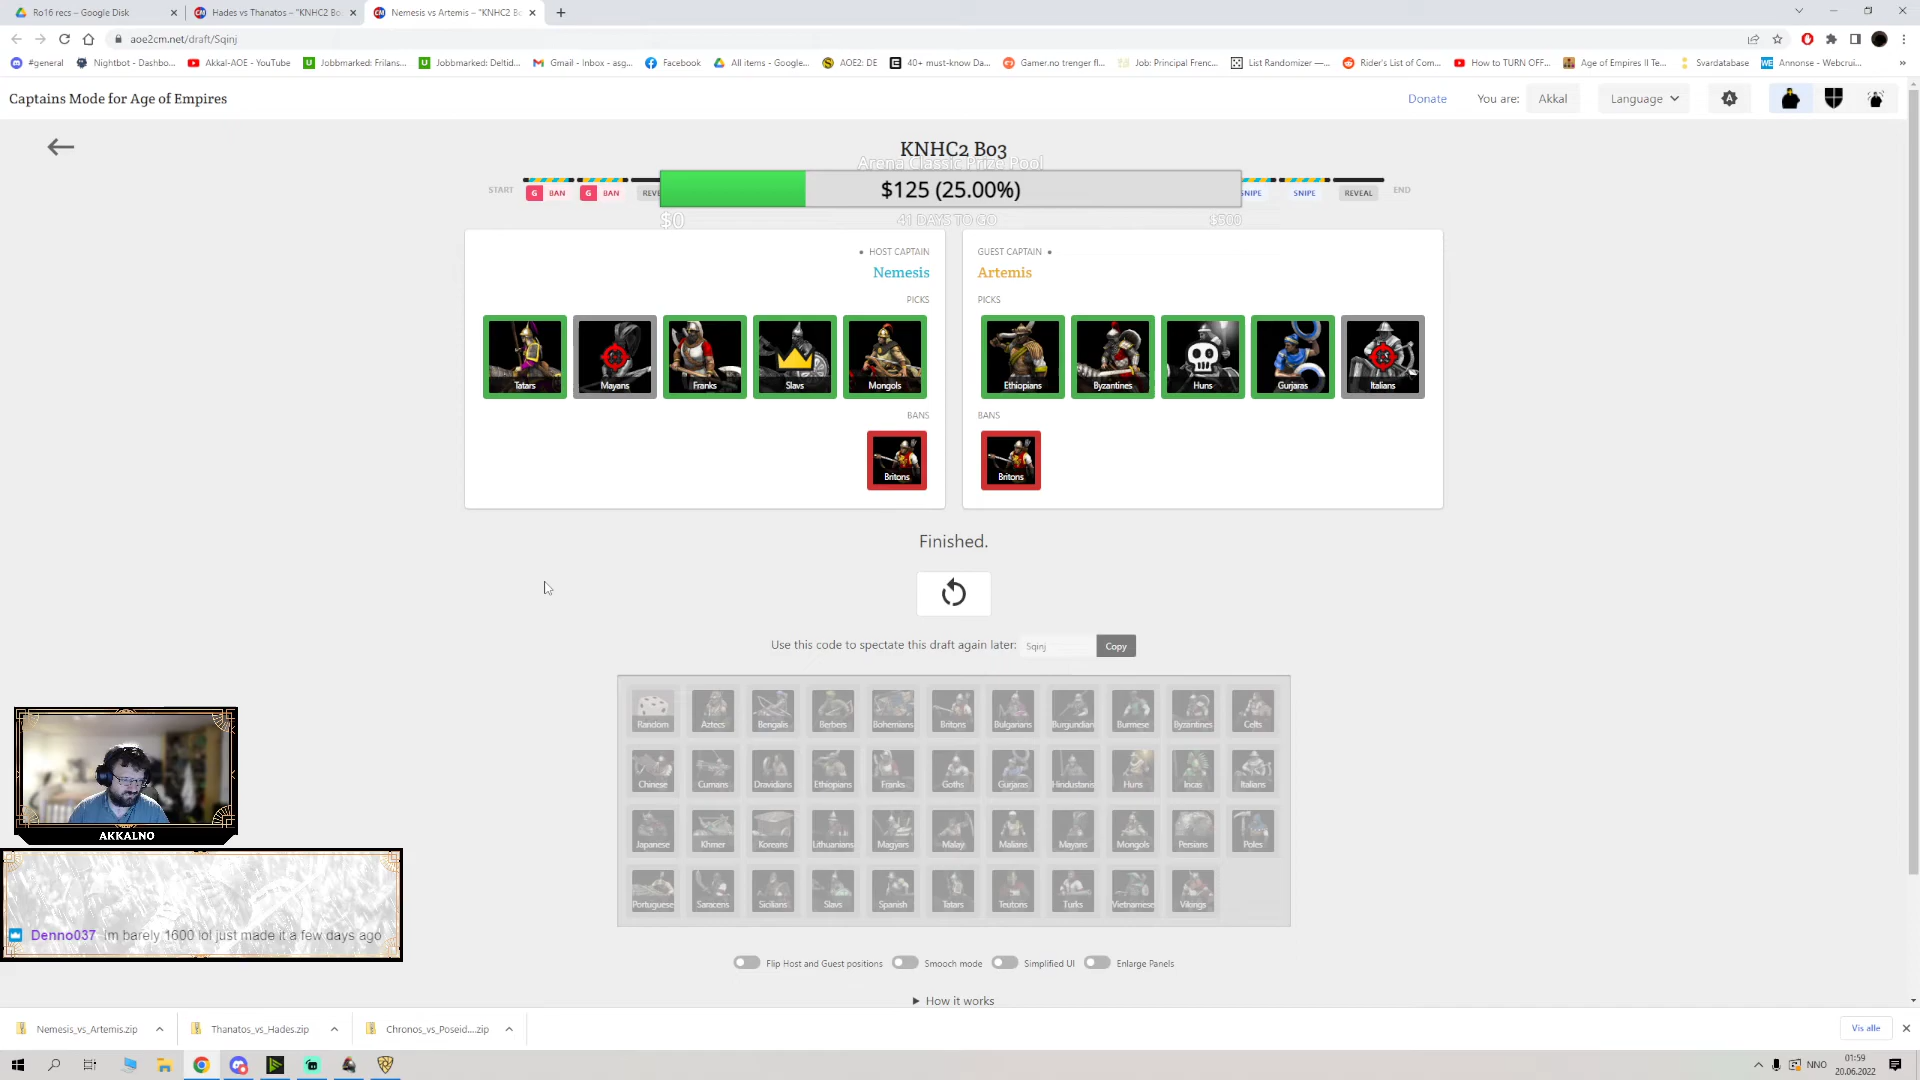 Ro16 recs – Google Disk
Hades vs Thanatos – "KNHC2 Bo
Nemesis vs Artemis – "KNHC2 Bo
aoe2cm.net/draft/Sqinj
#general
Nightbot - Dashbo...
Akkal-AOE - YouTube
Jobbmarked: Frilans...
Jobbmarked: Deltid...
Gmail - Inbox - asg...
Facebook
All items - Google...
AOE2: DE
40+ must-know Da...
Gamer.no trenger fl...
Job: Principal Frenc...
List Randomizer —...
Rider's List of Com...
How to TURN OFF...
Age of Empires II Te...
Svardatabase
Annonse - Webcrui...
Captains Mode for Age of Empires
Donate
You are:
Akkal
Language
KNHC2 Bo3
Arena Classic Prize Pool
START
G BAN
G BAN
REVE
$125 (25.00%)
SNIPE
SNIPE
REVEAL
END
$0
41 DAYS TO GO
$500
HOST CAPTAIN
Nemesis
PICKS
Tatars
Mayans
Franks
Slavs
Mongols
BANS
Britons
GUEST CAPTAIN
Artemis
PICKS
Ethiopians
Byzantines
Huns
Gurjaras
Italians
BANS
Britons
Finished.
Use this code to spectate this draft again later:
Sqinj
Copy
Random Aztecs Bengalis Berbers Bohemians Britons Bulgarians Burgundian Burmese Byzantines Celts
Chinese Cumans Dravidians Ethiopians Franks Goths Gurjaras Hindustanis Huns Incas Italians
Japanese Khmer Koreans Lithuanians Magyars Malay Malians Mayans Mongols Persians Poles
Portuguese Saracens Sicilians Slavs Spanish Tatars Teutons Turks Vietnamese Vikings
Flip Host and Guest positions
Smooch mode
Simplified UI
Enlarge Panels
How it works
AKKALNO
Denno037 im barely 1600 lol just made it a few days ago
Nemesis_vs_Artemis.zip
Thanatos_vs_Hades.zip
Chronos_vs_Poseid....zip
Vis alle
NNO
01:59
20.06.2022